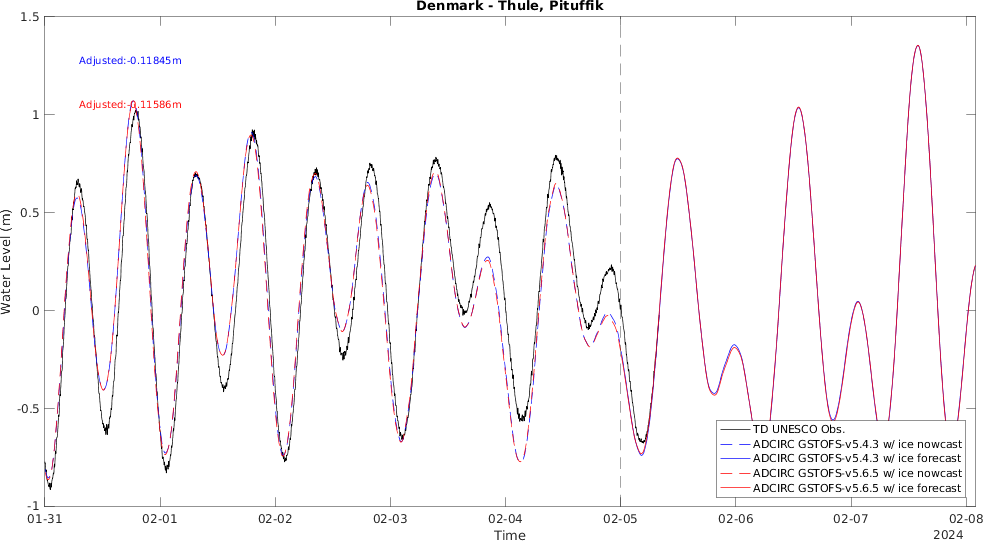 Denmark - Thule, Pituffik
1.5
Adjusted:-0.11845m
Adjusted:-0.11586m
1
0.5
0
-0.5
-1
Water Level (m)
TD UNESCO Obs.
ADCIRC GSTOFS-v5.4.3 w/ ice nowcast
ADCIRC GSTOFS-v5.4.3 w/ ice forecast
ADCIRC GSTOFS-v5.6.5 w/ ice nowcast
ADCIRC GSTOFS-v5.6.5 w/ ice forecast
01-31 02-01 02-02 02-03 02-04 02-05 02-06 02-07 02-08
Time 2024